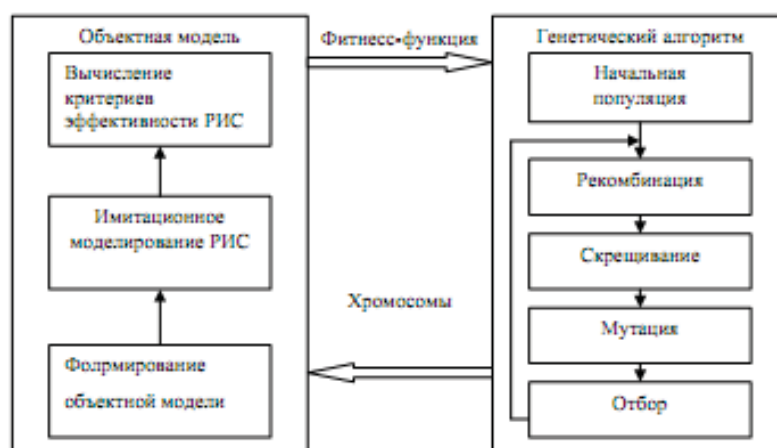 Объектная модель
Вычисление
критериев
эффективности РИС
Имитационное
моделирование РИС
Фолрмирование
объектной модели
Фитнесс-функция
Хромосомы
Генетический алгоритм
Начальная
популяция
Рекомбинация
Скрещивание
Мутация
Отбор